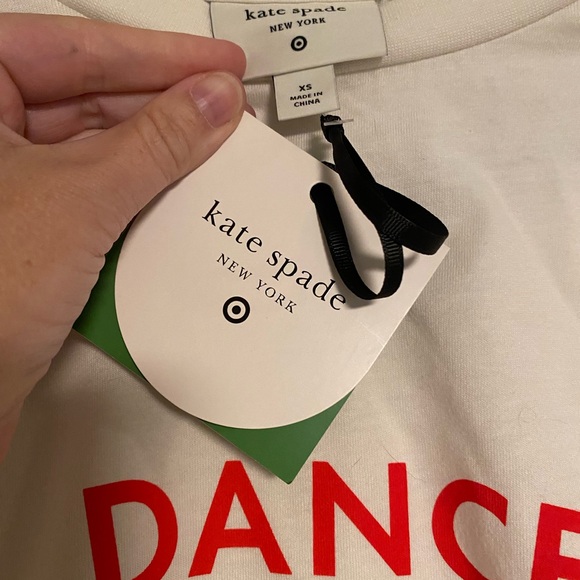 kate spade
NEW YORK
XS
MADE IN
CHINA
kate spade
NEW YORK
DANCE